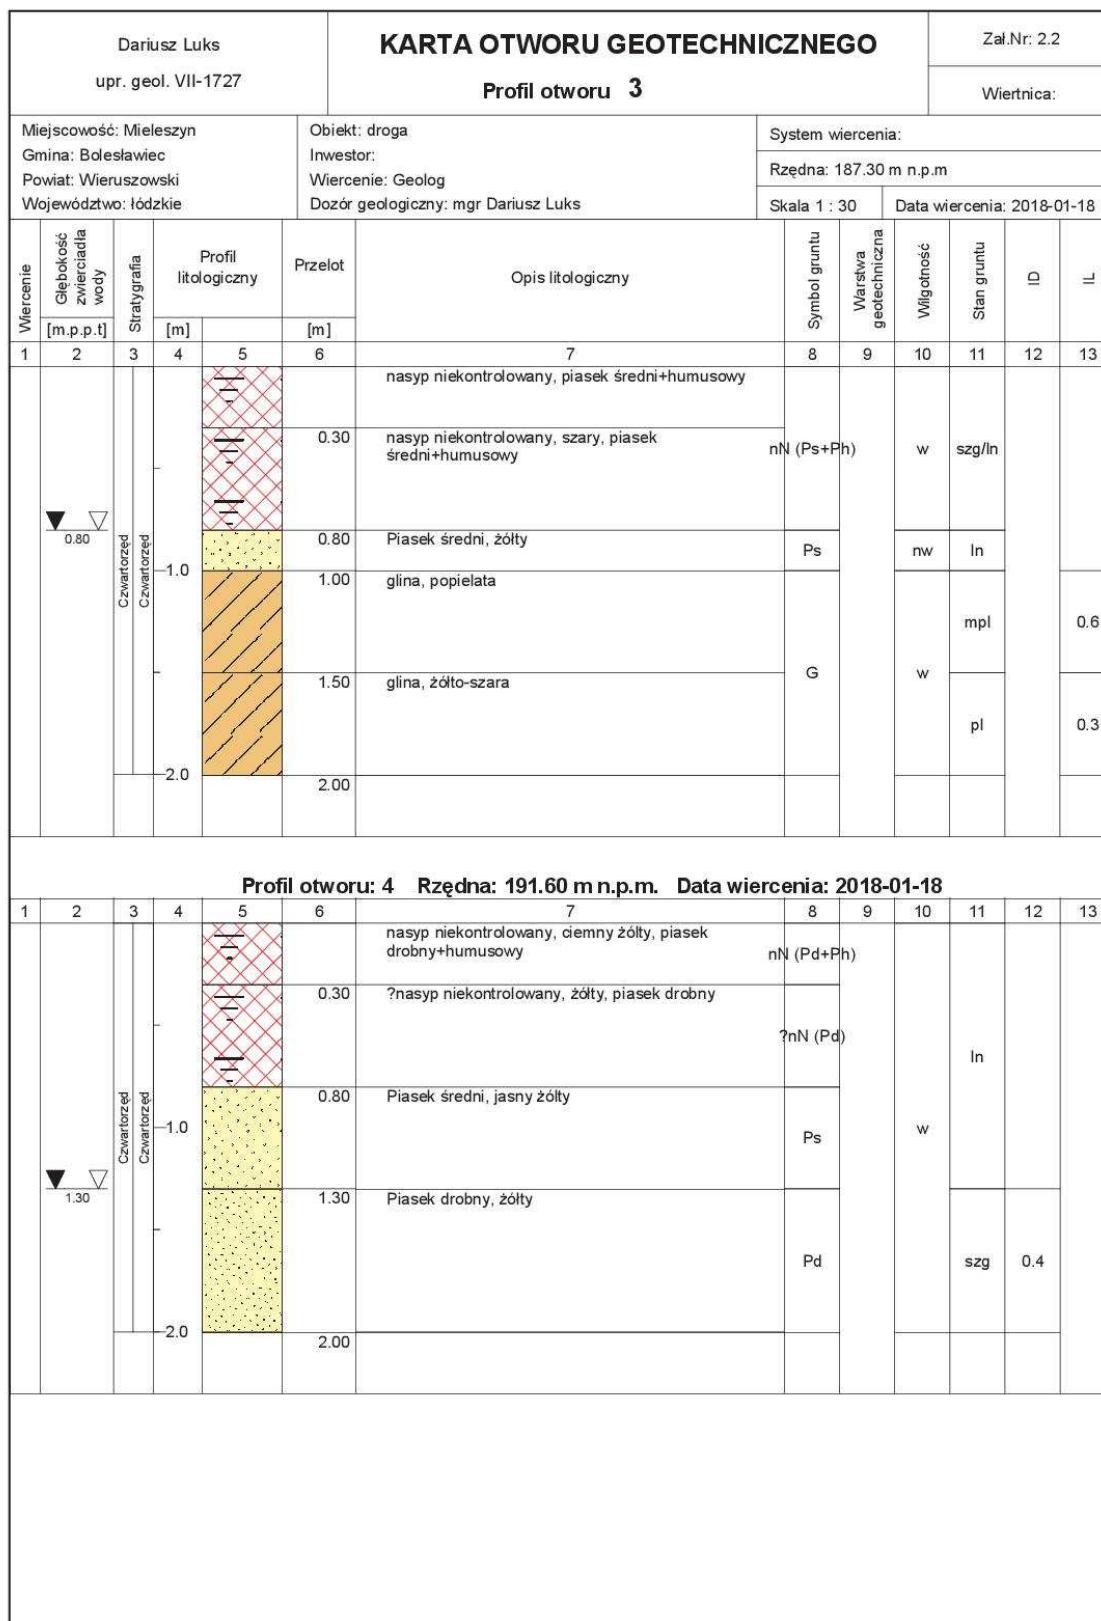 Dariusz Luks
upr. geol. VII-1727
KARTA OTWORU GEOTECHNICZNEGO
Profil otworu 3
Zał.Nr: 2.2
Wiertnica:
Miejscowość: Mieleszyn
Gmina: Bolesławiec
Powiat: Wieruszowski
Województwo: łódzkie
Obiekt: droga
Inwestor:
Wiercenie: Geolog
Dozór geologiczny: mgr Dariusz Luks
System wiercenia:
Rzędna: 187.30 m n.p.m
Skala 1 : 30
Data wiercenia: 2018-01-18
Wiercenie
Głębokość zwierciadła wody
[m.p.p.t]
Stratygrafia
Profil litologiczny
[m]
Przelot
[m]
Opis litologiczny
Symbol gruntu
Warstwa geotechniczna
Wilgotność
Stan gruntu
ID
IL
1 2 3 4 5 6 7 8 9 10 11 12 13
nasyp niekontrolowany, piasek średni+humusowy
0.30 nasyp niekontrolowany, szary, piasek
średni+humusowy
nN (Ps+Ph) w szg/ln
0.80
0.80 Piasek średni, żółty
Ps nw ln
Czwartorzęd
Czwartorzęd
1.0
1.00 glina, popielata
mpl 0.6
G w
1.50 glina, żółto-szara
pl 0.3
2.0
2.00
Profil otworu: 4 Rzędna: 191.60 m n.p.m. Data wiercenia: 2018-01-18
1 2 3 4 5 6 7 8 9 10 11 12 13
nasyp niekontrolowany, ciemny żółty, piasek
drobny+humusowy
nN (Pd+Ph)
0.30 ?nasyp niekontrolowany, żółty, piasek drobny
?nN (Pd)
ln
0.80 Piasek średni, jasny żółty
Czwartorzęd
Czwartorzęd
1.0
Ps w
1.30
1.30 Piasek drobny, żółty
Pd szg 0.4
2.0
2.00